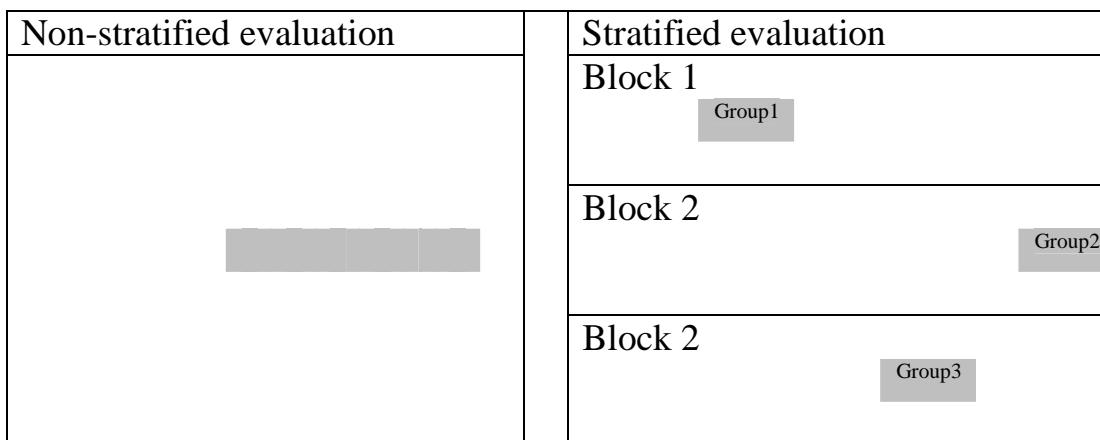 Non-stratified evaluation
Stratified evaluation
Block 1
Group1
Block 2
Group2
Block 2
Group3